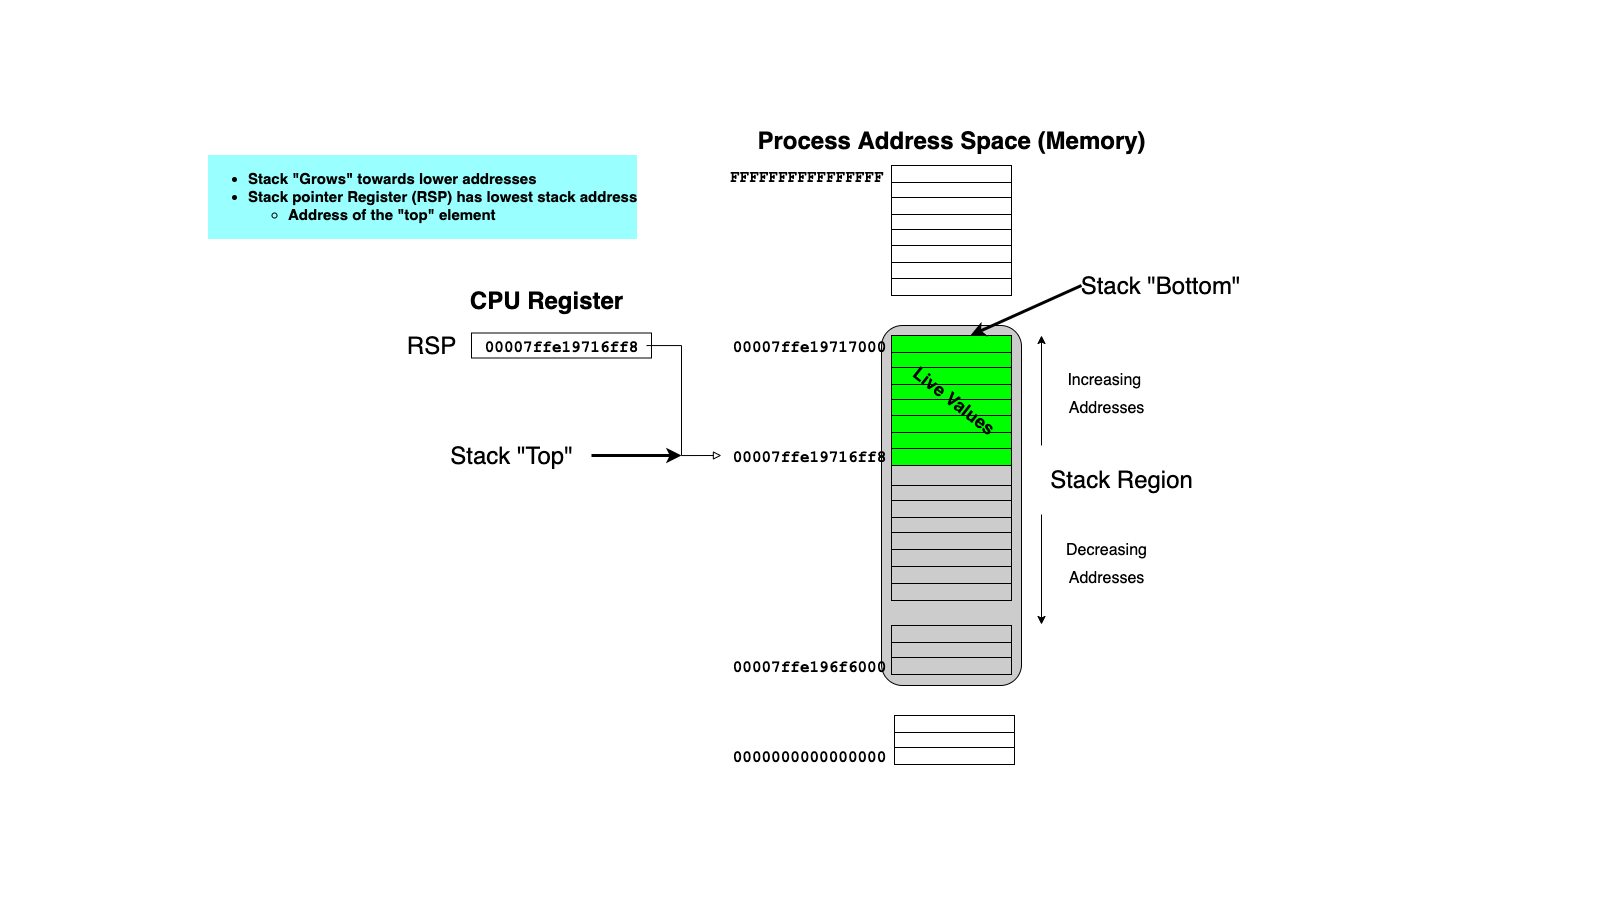 Process Address Space (Memory)
FFFFFFFFFFFFFFFF
• Stack "Grows" towards lower addresses
• Stack pointer Register (RSP) has lowest stack address
◦ Address of the "top" element
Stack "Bottom"
CPU Register
RSP
00007ffe19716ff8
00007ffe19717000
Live Values
Increasing
Addresses
Stack "Top"
00007ffe19716ff8
Stack Region
Decreasing
Addresses
00007ffe196f6000
0000000000000000